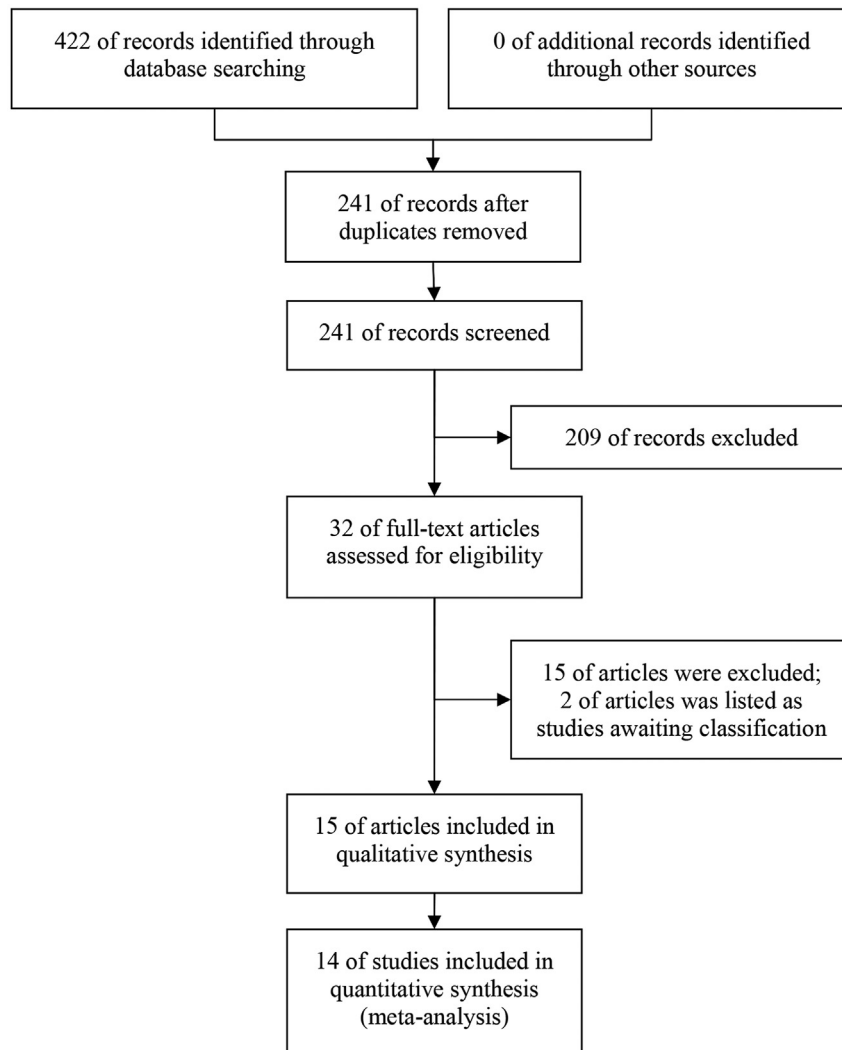 422 of records identified through
database searching
0 of additional records identified
through other sources
241 of records after
duplicates removed
241 of records screened
209 of records excluded
32 of full-text articles
assessed for eligibility
15 of articles were excluded;
2 of articles was listed as
studies awaiting classification
15 of articles included in
qualitative synthesis
14 of studies included in
quantitative synthesis
(meta-analysis)